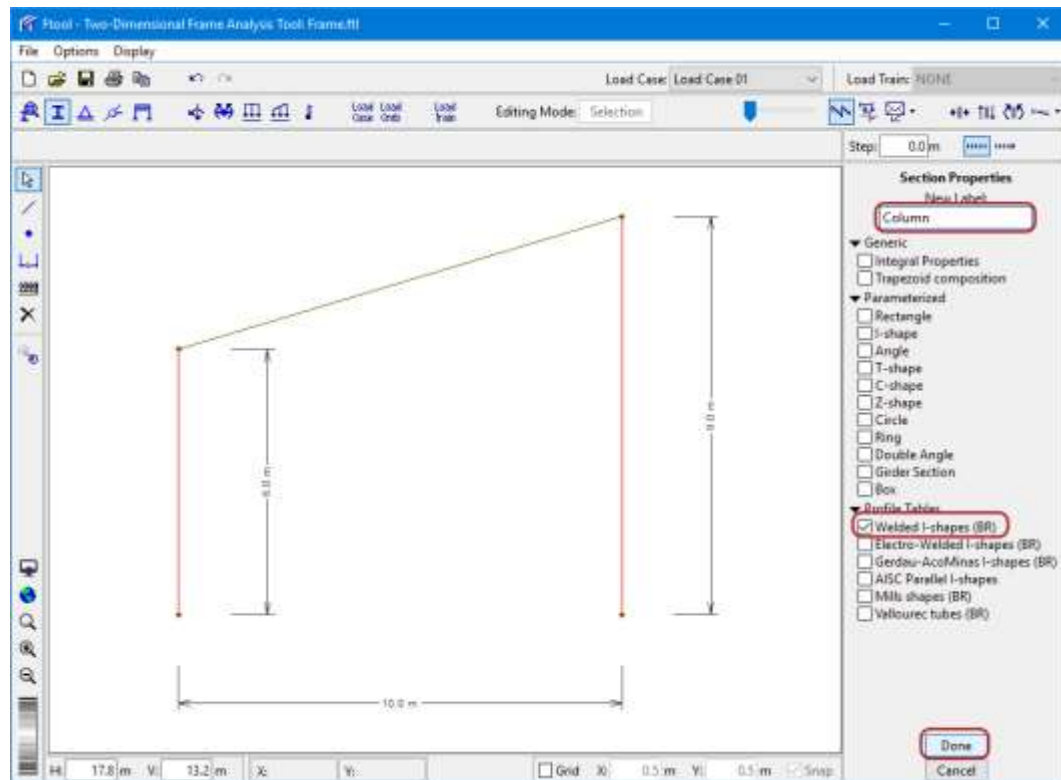 Ftool - Two-Dimensional Frame Analysis Tool: Frame.ftl
File Options Display
Load Case: Load Case 01 Load Train: NONE
Load Case Load Grids Load Train Editing Mode: Selection
Step: 0.0 m
Section Properties
New Label:
Column
Generic
Integral Properties
Trapezoid composition
Parameterized
Rectangle
I-shape
Angle
T-shape
C-shape
Z-shape
Circle
Ring
Double Angle
Girder Section
Box
Profile Tables
Welded I-shapes (BR)
Electro-Welded I-shapes (BR)
Gerdau-AcoMinas I-shapes (BR)
AISC Parallel I-shapes
Mills shapes (BR)
Vallourec tubes (BR)
6.0 m
9.0 m
10.0 m
Done
Cancel
H: 17.8 m V: 13.2 m X: Y: Grid X: 0.5 m Y: 0.5 m Snap